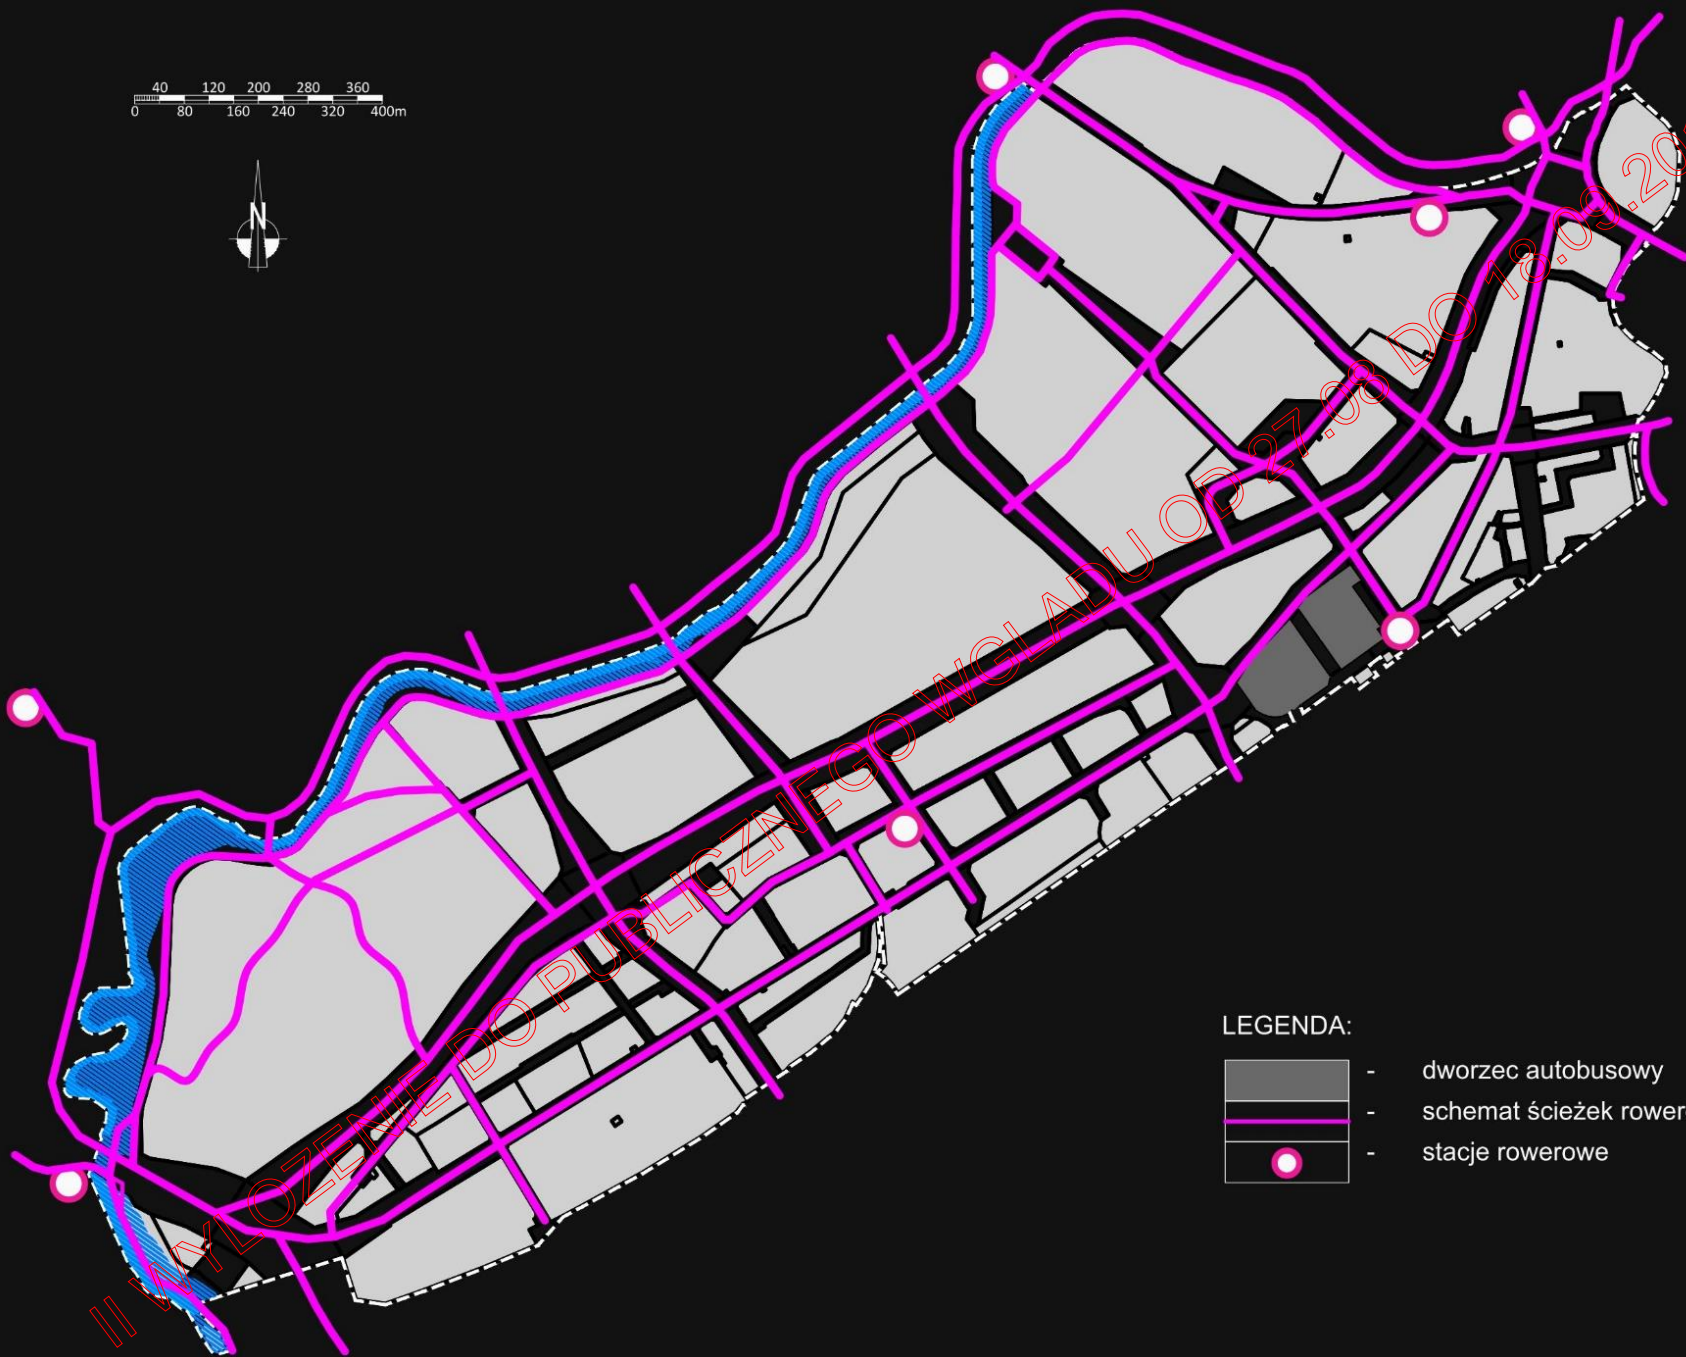 40 120 200 280 360
0 80 160 240 320 400m
N
II WYŁOŻENIE DO PUBLICZNEGO WGLĄDU OD 27.08 DO 18.09.20
LEGENDA:
- dworzec autobusowy
- schemat ścieżek rower
- stacje rowerowe